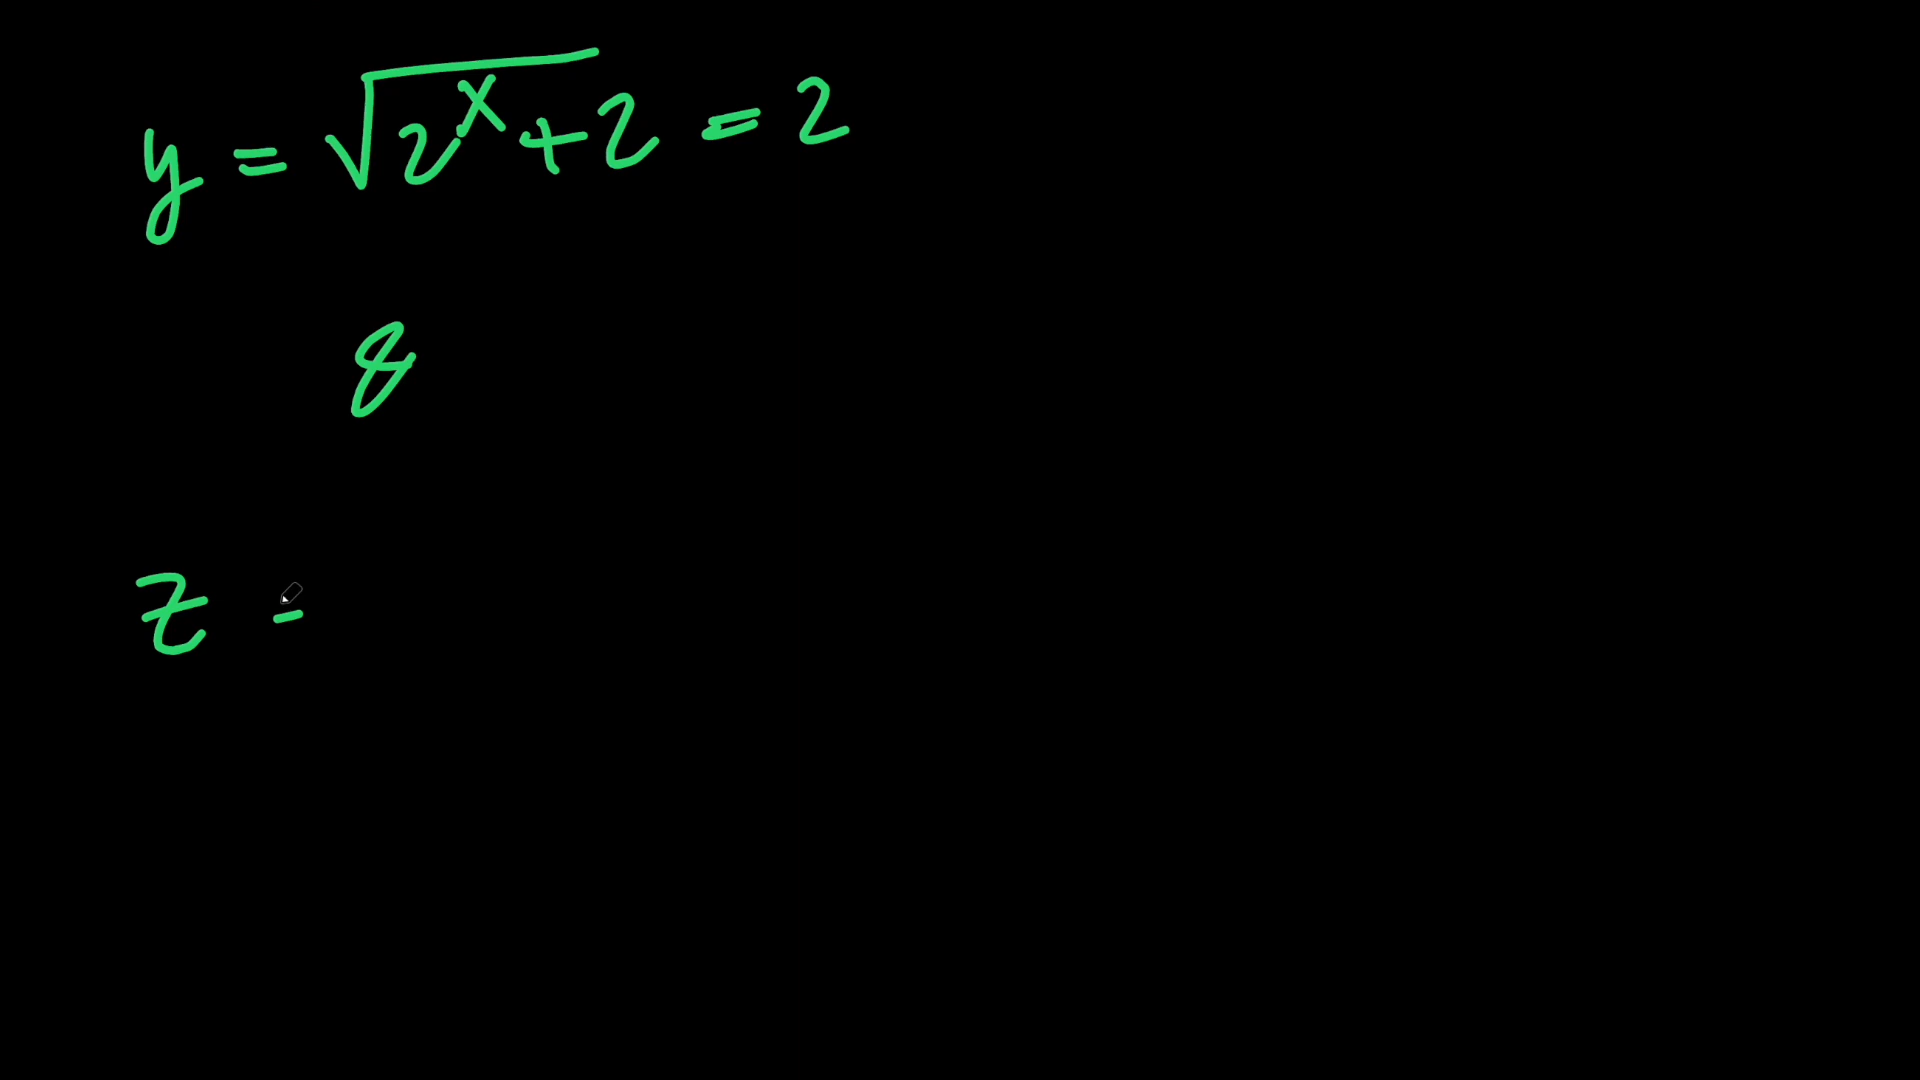 y = √(2^x + 2) = 2
8
z -